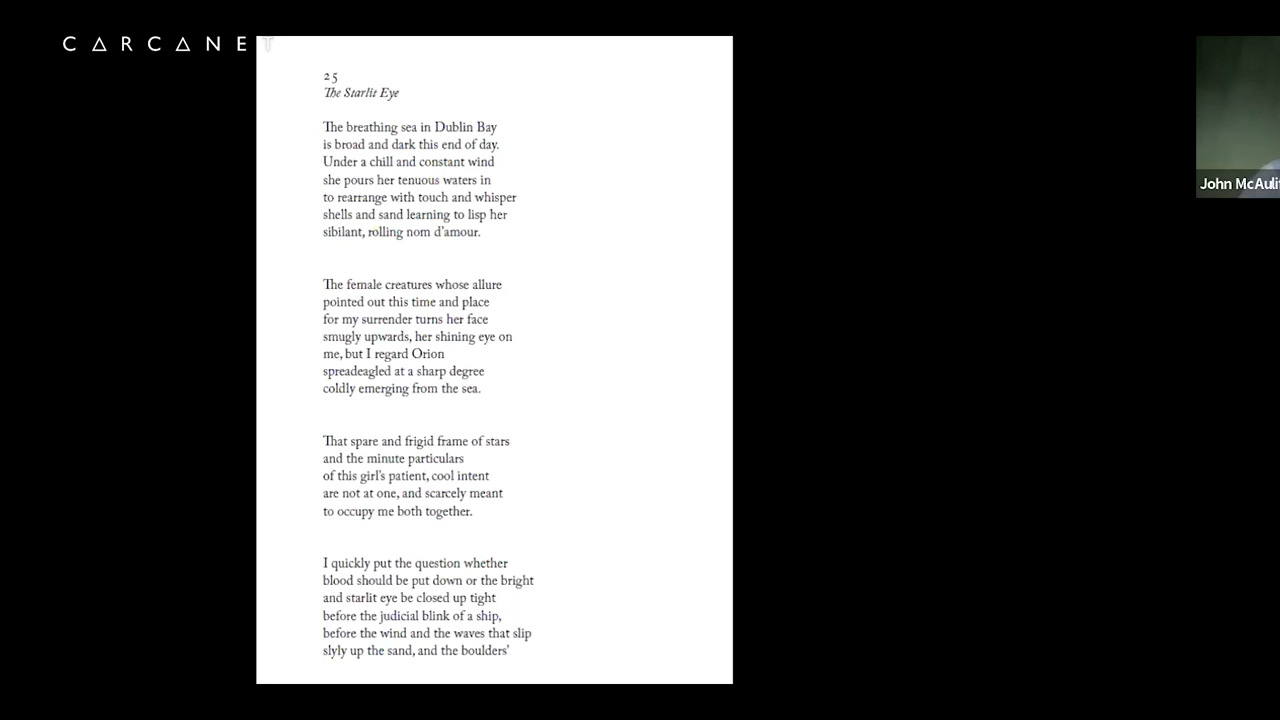 CARCANET
25
The Starlit Eye
The breathing sea in Dublin Bay
is broad and dark this end of day.
Under a chill and constant wind
she pours her tenuous waters in
to rearrange with touch and whisper
shells and sand learning to lisp her
sibilant, rolling nom d'amour.
The female creatures whose allure
pointed out this time and place
for my surrender turns her face
smugly upwards, her shining eye on
me, but I regard Orion
spreadeagled at a sharp degree
coldly emerging from the sea.
That spare and frigid frame of stars
and the minute particulars
of this girl's patient, cool intent
are not at one, and scarcely meant
to occupy me both together.
I quickly put the question whether
blood should be put down or the bright
and starlit eye be closed up tight
before the judicial blink of a ship,
before the wind and the waves that slip
slyly up the sand, and the boulders'
John McAulif